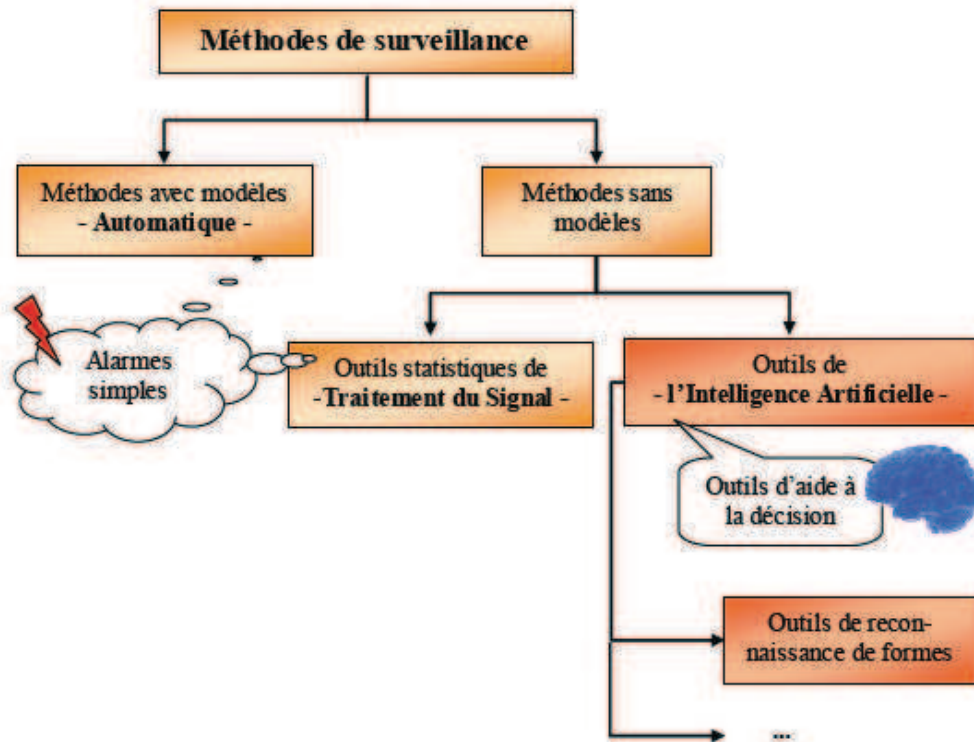 Méthodes de surveillance
Méthodes avec modèles
- Automatique -
Méthodes sans
modèles
Alarmes
simples
Outils statistiques de
-Traitement du Signal -
Outils de
- l'Intelligence Artificielle -
Outils d'aide à
la décision
Outils de recon-
naissance de formes
...